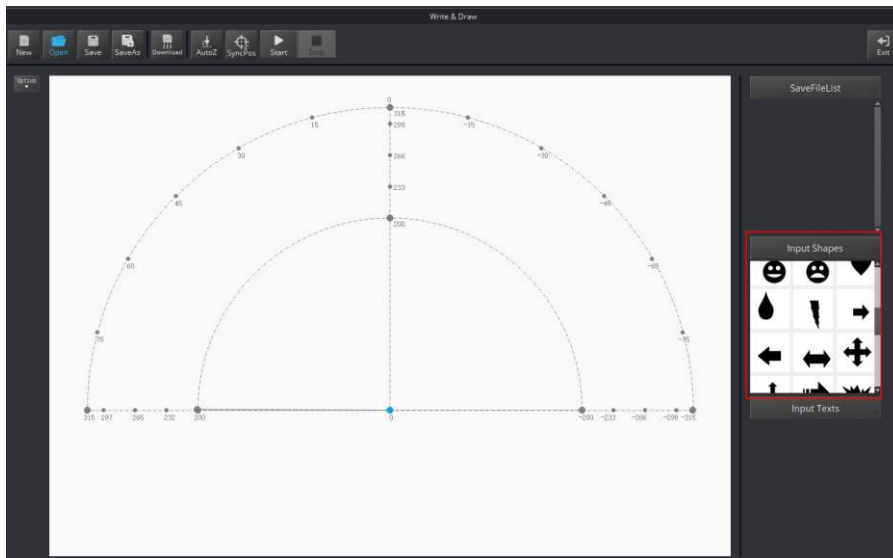 Write & Draw
New Open Save SaveAs Download AutoZ SyncPos Start Stop Exit
Option
SaveFileList
0
315
15 298 -15
30 266 -30
233
45 -45
200
Input Shapes
60 -65
75 -75
315 297 265 232 200 0 -200 -233 -266 -298 -315
Input Texts